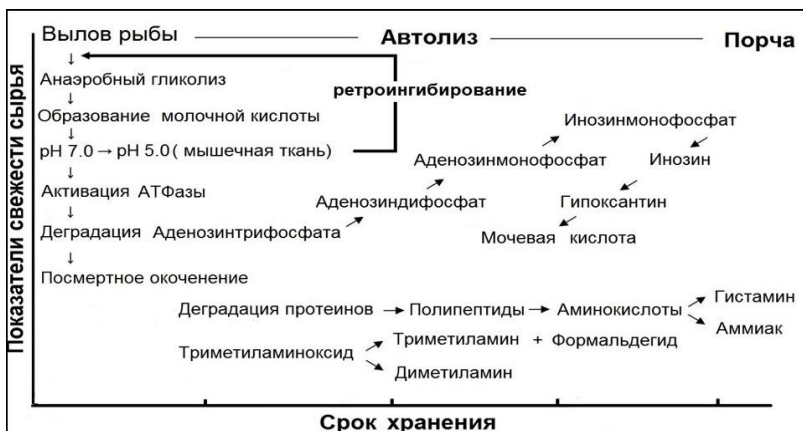 Показатели свежести сырья
Вылов рыбы Автолиз Порча
↓
Анаэробный гликолиз
↓
ретроингибирование
Образование молочной кислоты
↓
Инозинмонофосфат
pH 7.0 → pH 5.0 ( мышечная ткань)
Аденозинмонофосфат Инозин
↓
Активация АТФазы
Аденозиндифосфат Гипоксантин
↓
Деградация Аденозинтрифосфата
Мочевая кислота
↓
Посмертное окоченение
Деградация протеинов → Полипептиды → Аминокислоты
Гистамин
Аммиак
Триметиламиноксид
Триметиламин + Формальдегид
Диметиламин
Срок хранения